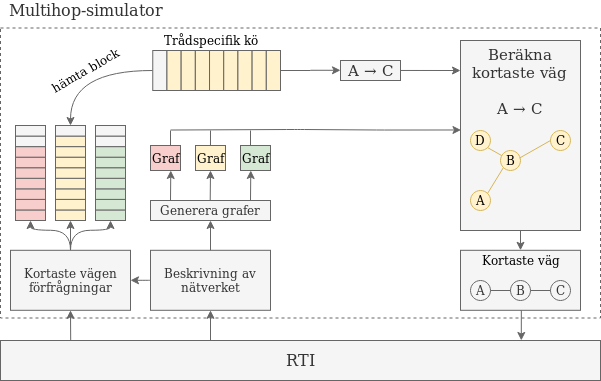 Multihop-simulator
Trådspecifik kö
hämta block
A → C
Beräkna
kortaste väg
A → C
D
C
B
A
Graf
Graf
Graf
Generera grafer
Kortaste vägen
förfrågningar
Beskrivning av
nätverket
Kortaste väg
A
B
C
RTI